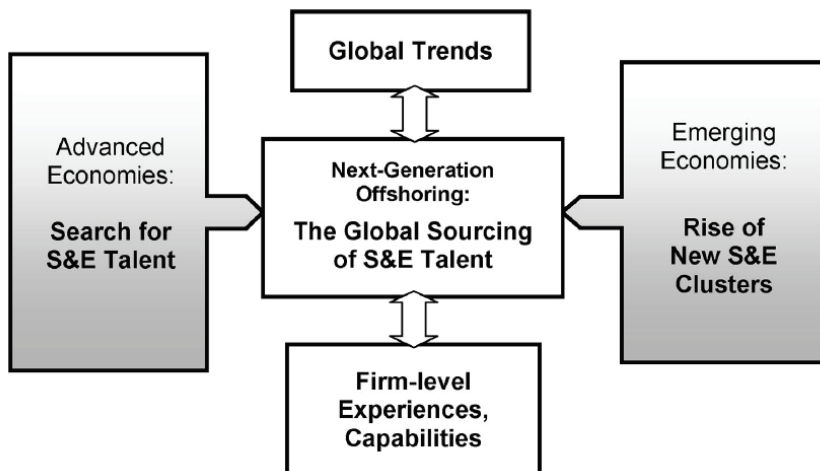 Global Trends
Advanced
Economies:
Search for
S&E Talent
Next-Generation
Offshoring:
The Global Sourcing
of S&E Talent
Emerging
Economies:
Rise of
New S&E
Clusters
Firm-level
Experiences,
Capabilities